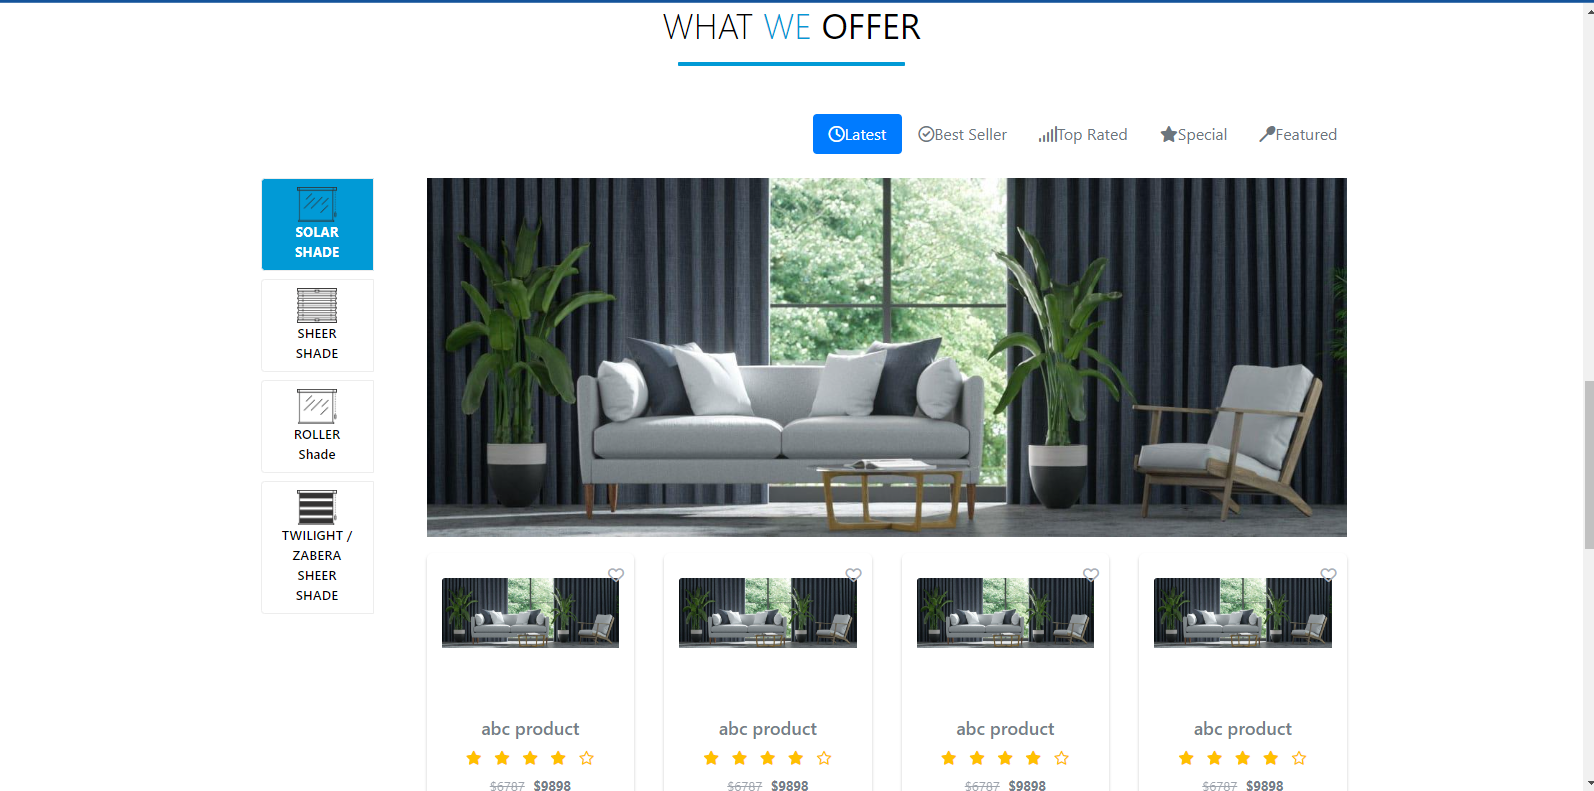 WHAT WE OFFER
Latest
Best Seller
Top Rated
Special
Featured
SOLAR
SHADE
SHEER
SHADE
ROLLER
Shade
TWILIGHT /
ZABERA
SHEER
SHADE
abc product
$6787 $9898
abc product
$6787 $9898
abc product
$6787 $9898
abc product
$6787 $9898